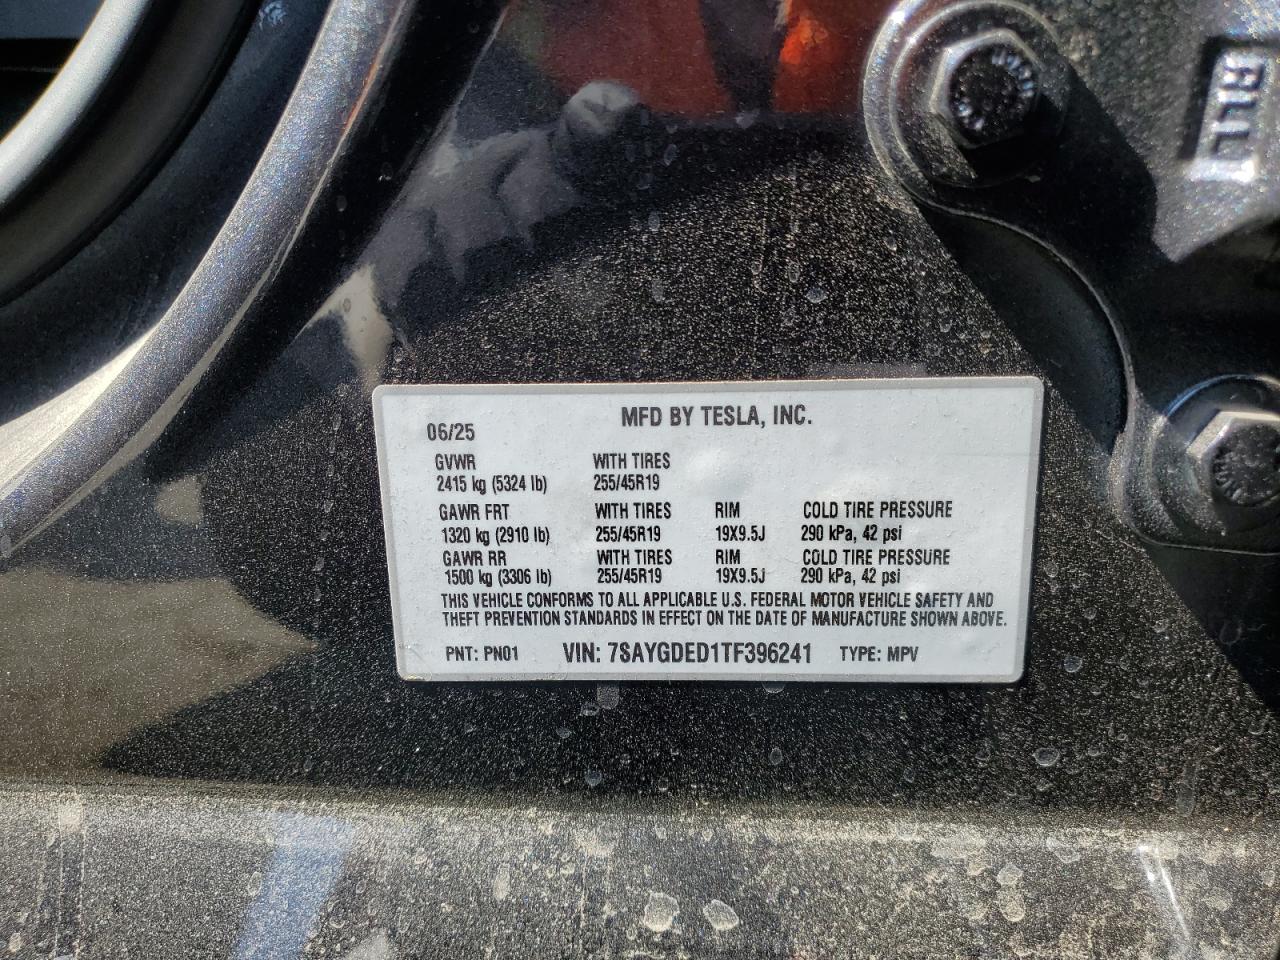 MFD BY TESLA, INC.
06/25
GVWR WITH TIRES
2415 kg (5324 lb) 255/45R19
GAWR FRT WITH TIRES RIM COLD TIRE PRESSURE
1320 kg (2910 lb) 255/45R19 19X9.5J 290 kPa, 42 psi
GAWR RR WITH TIRES RIM COLD TIRE PRESSURE
1500 kg (3306 lb) 255/45R19 19X9.5J 290 kPa, 42 psi
THIS VEHICLE CONFORMS TO ALL APPLICABLE U.S. FEDERAL MOTOR VEHICLE SAFETY AND
THEFT PREVENTION STANDARDS IN EFFECT ON THE DATE OF MANUFACTURE SHOWN ABOVE.
PNT: PN01 VIN: 7SAYGDED1TF396241 TYPE: MPV